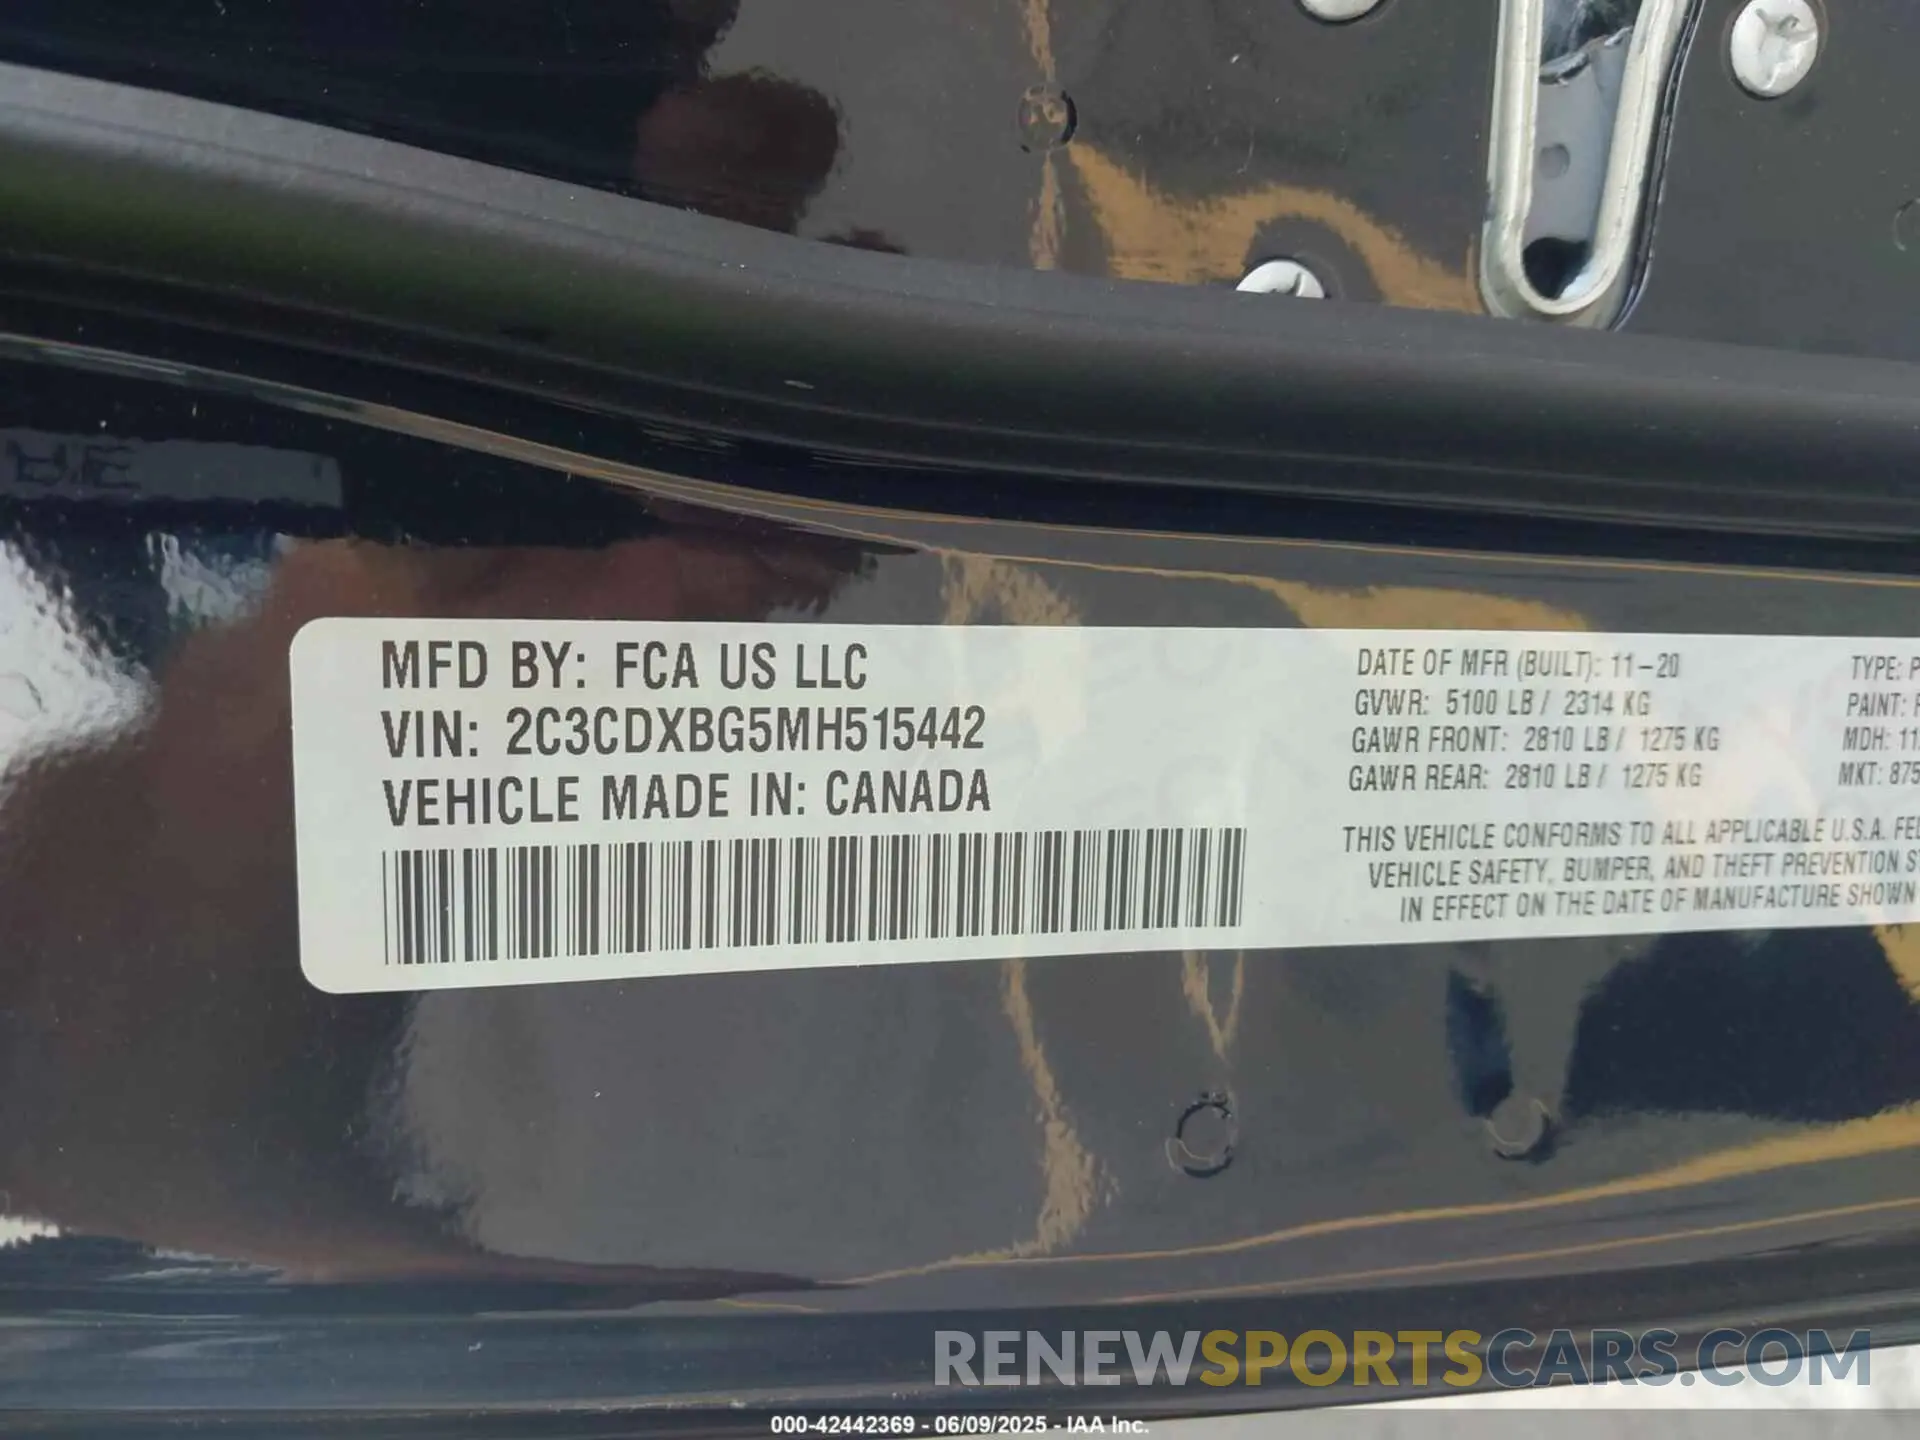 MFD BY: FCA US LLC
VIN: 2C3CDXBG5MH515442
VEHICLE MADE IN: CANADA
DATE OF MFR (BUILT): 11-20
GVWR: 5100 LB / 2314 KG
GAWR FRONT: 2810 LB / 1275 KG
GAWR REAR: 2810 LB / 1275 KG
TYPE: P
PAINT:
MDH: 11
MKT: 875
THIS VEHICLE CONFORMS TO ALL APPLICABLE U.S.A. FE
VEHICLE SAFETY, BUMPER, AND THEFT PREVENTION S
IN EFFECT ON THE DATE OF MANUFACTURE SHOWN
RENEWSPORTSCARS.COM
000-42442369 - 06/09/2025 - IAA Inc.